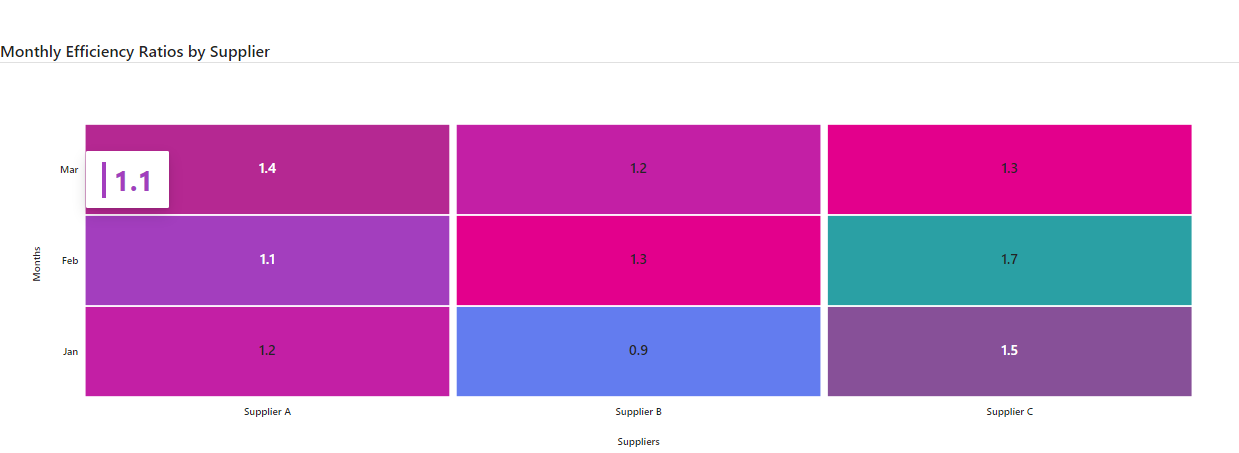 Monthly Efficiency Ratios by Supplier
Mar
1.1
1.4
1.2
1.3
Months
Feb
1.1
1.3
1.7
Jan
1.2
0.9
1.5
Supplier A
Supplier B
Supplier C
Suppliers